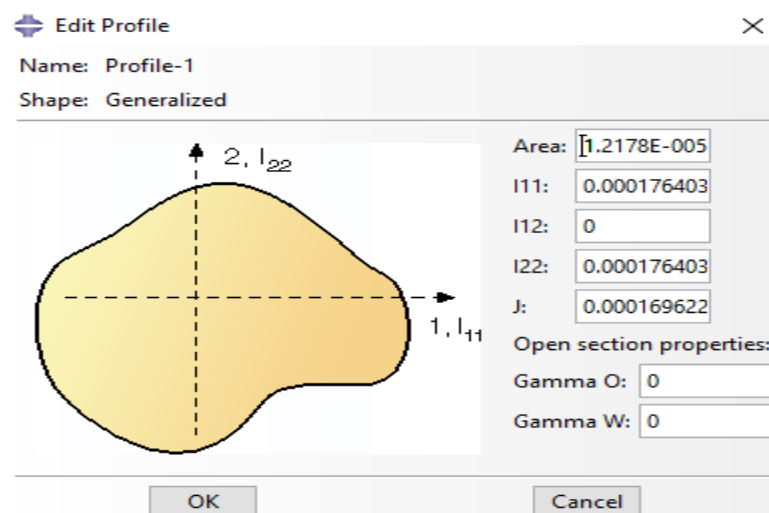 Edit Profile
Name: Profile-1
Shape: Generalized
2, I22
1, I11
Area: 1.2178E-005
I11: 0.000176403
I12: 0
I22: 0.000176403
J: 0.000169622
Open section properties:
Gamma O: 0
Gamma W: 0
OK Cancel